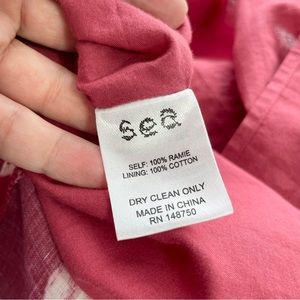 sea
SELF: 100% RAMIE
LINING: 100% COTTON
DRY CLEAN ONLY
MADE IN CHINA
RN 148750